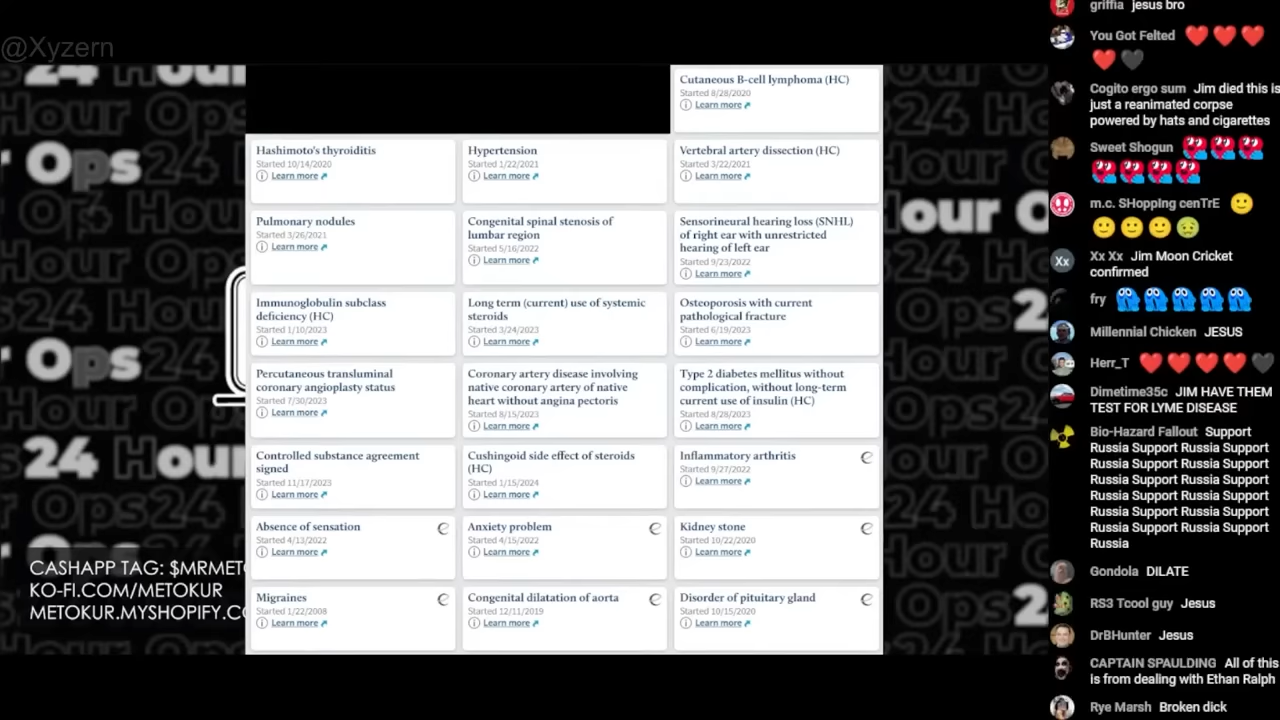 @Xyzern
Cutaneous B-cell lymphoma (HC)
Started 8/28/2020
Learn more
Hashimoto's thyroiditis
Started 10/14/2020
Learn more
Hypertension
Started 1/22/2021
Learn more
Vertebral artery dissection (HC)
Started 3/22/2021
Learn more
Pulmonary nodules
Started 3/26/2021
Learn more
Congenital spinal stenosis of
lumbar region
Started 5/16/2022
Learn more
Sensorineural hearing loss (SNHL)
of right ear with unrestricted
hearing of left ear
Started 9/23/2022
Learn more
Immunoglobulin subclass
deficiency (HC)
Started 1/10/2023
Learn more
Long term (current) use of systemic
steroids
Started 3/24/2023
Learn more
Osteoporosis with current
pathological fracture
Started 6/19/2023
Learn more
Percutaneous transluminal
coronary angioplasty status
Started 7/30/2023
Learn more
Coronary artery disease involving
native coronary artery of native
heart without angina pectoris
Started 8/15/2023
Learn more
Type 2 diabetes mellitus without
complication, without long-term
current use of insulin (HC)
Started 8/28/2023
Learn more
Controlled substance agreement
signed
Started 11/17/2023
Learn more
Cushingoid side effect of steroids
(HC)
Started 1/15/2024
Learn more
Inflammatory arthritis
Started 9/27/2022
Learn more
Absence of sensation
Started 4/13/2022
Learn more
Anxiety problem
Started 4/15/2022
Learn more
Kidney stone
Started 10/22/2020
Learn more
Migraines
Started 1/22/2008
Learn more
Congenital dilatation of aorta
Started 12/11/2019
Learn more
Disorder of pituitary gland
Started 10/15/2020
Learn more
CASHAPP TAG: $MRMETO
KO-FI.COM/METOKUR
METOKUR.MYSHOPIFY.CO
griffia jesus bro
You Got Felted
Cogito ergo sum Jim died this is
just a reanimated corpse
powered by hats and cigarettes
Sweet Shogun
m.c. SHoppIng cenTrE
Xx
Xx Xx Jim Moon Cricket
confirmed
fry
Millennial Chicken JESUS
Herr_T
Dimetime35c JIM HAVE THEM
TEST FOR LYME DISEASE
Bio-Hazard Fallout Support
Russia Support Russia Support
Russia Support Russia Support
Russia Support Russia Support
Russia Support Russia Support
Russia Support Russia Support
Russia Support Russia Support
Russia
Gondola DILATE
RS3 Tcool guy Jesus
DrBHunter Jesus
CAPTAIN SPAULDING All of this
is from dealing with Ethan Ralph
Rye Marsh Broken dick